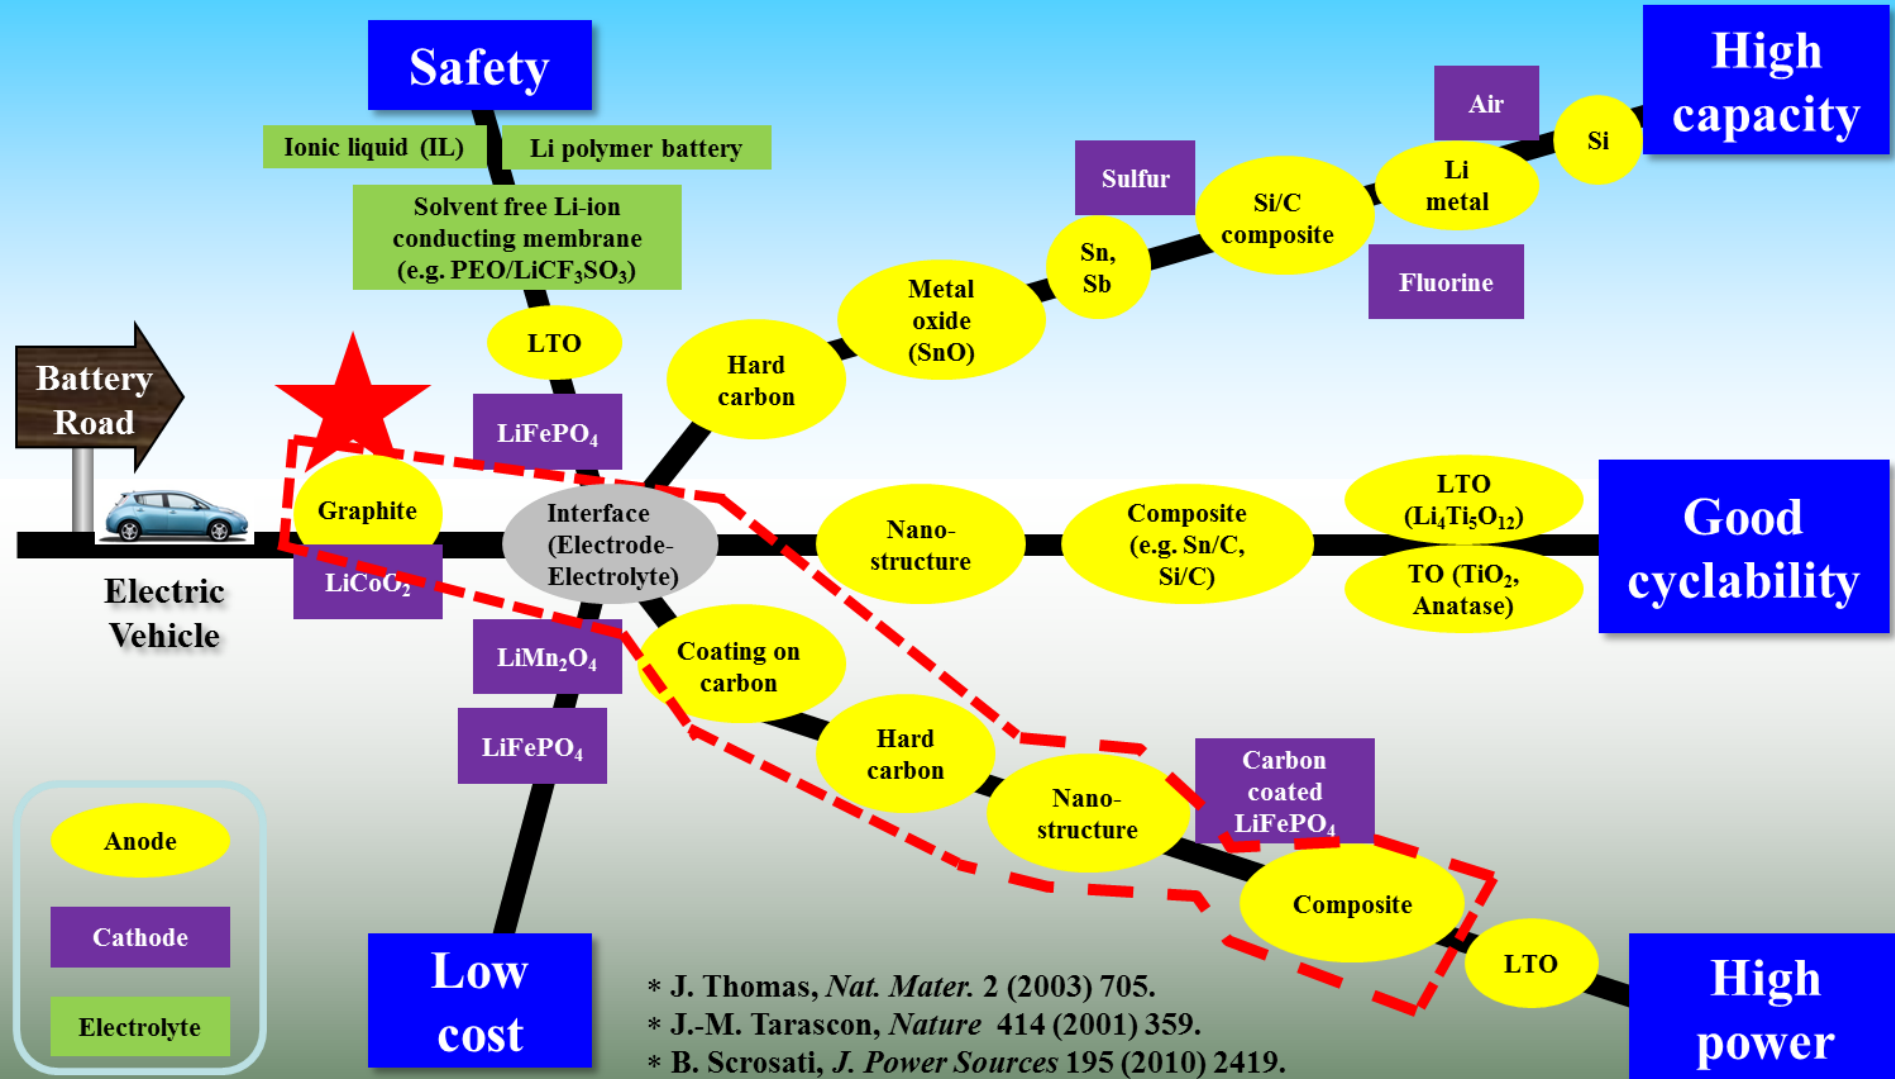 Safety
High
capacity
Ionic liquid (IL)
Li polymer battery
Solvent free Li-ion
conducting membrane
(e.g. PEO/LiCF₃SO₃)
LTO
LiFePO₄
Air
Si
Li
metal
Sulfur
Si/C
composite
Fluorine
Sn,
Sb
Metal
oxide
(SnO)
Hard
carbon
Battery
Road
Electric
Vehicle
Graphite
LiCoO₂
Interface
(Electrode-
Electrolyte)
Nano-
structure
Composite
(e.g. Sn/C,
Si/C)
LTO
(Li₄Ti₅O₁₂)
TO (TiO₂,
Anatase)
Good
cyclability
LiMn₂O₄
LiFePO₄
Coating on
carbon
Hard
carbon
Nano-
structure
Carbon
coated
LiFePO₄
Composite
LTO
High
power
Low
cost
Anode
Cathode
Electrolyte
* J. Thomas, Nat. Mater. 2 (2003) 705.
* J.-M. Tarascon, Nature 414 (2001) 359.
* B. Scrosati, J. Power Sources 195 (2010) 2419.